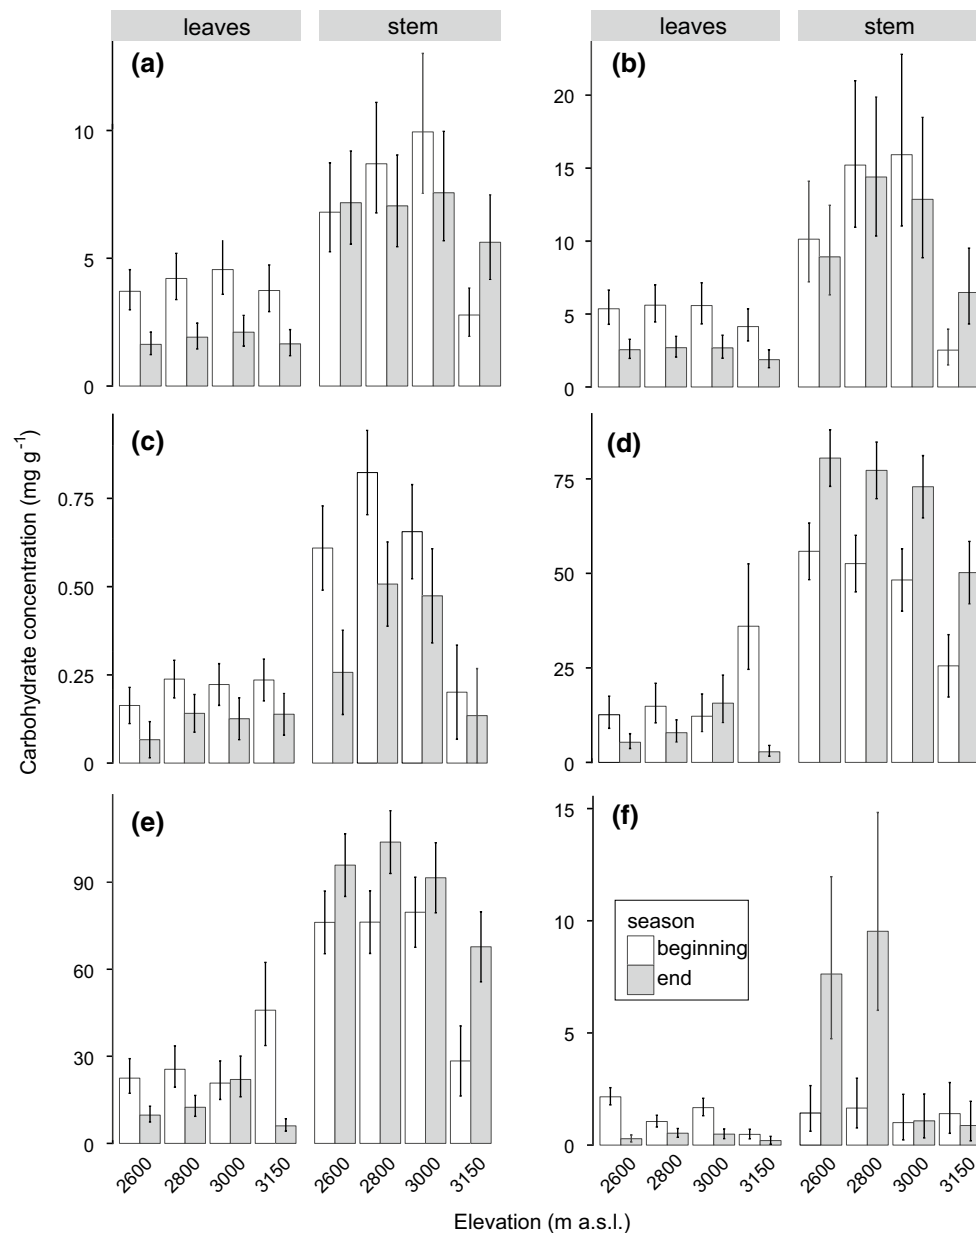 leaves stem leaves stem
(a) (b)
10
5
0
20
15
10
5
0
Carbohydrate concentration (mg g⁻¹)
(c) (d)
0.75
0.50
0.25
0
75
50
25
0
(e) (f)
90
60
30
0
15
10
5
0
season
beginning
end
2600 2800 3000 3150 2600 2800 3000 3150 2600 2800 3000 3150 2600 2800 3000 3150
Elevation (m a.s.l.)